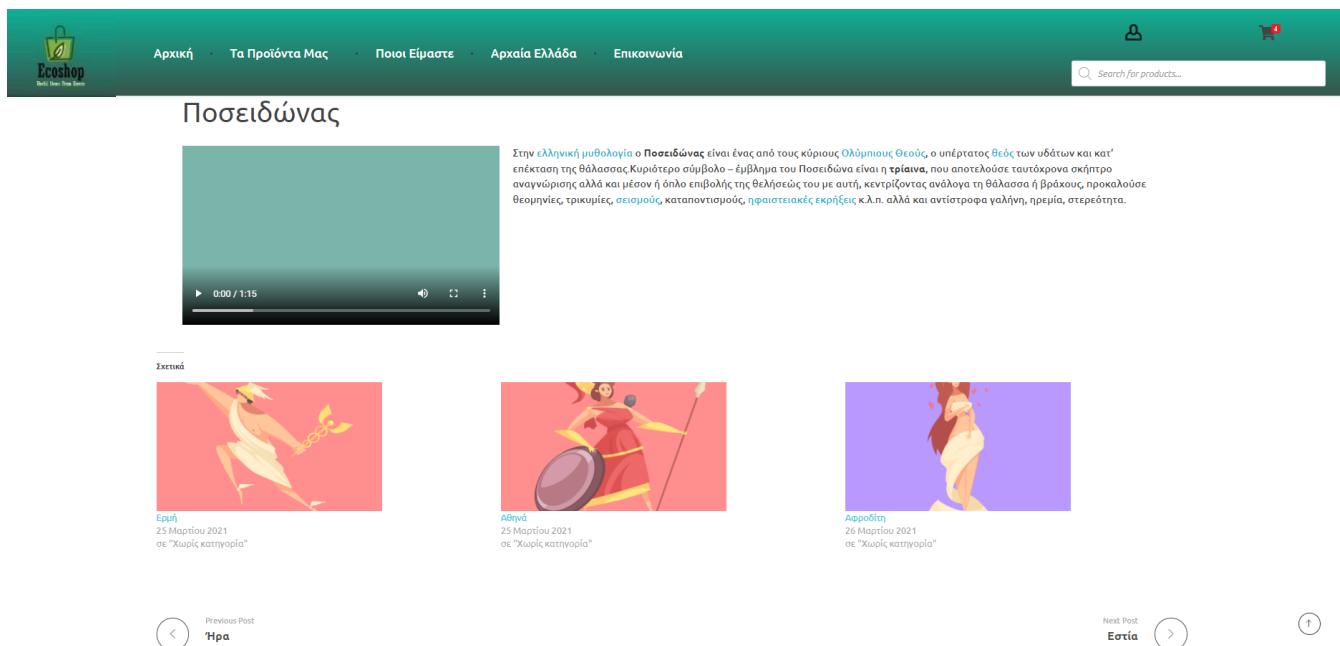 Ecoshop
Αρχική
Τα Προϊόντα Μας
Ποιοι Είμαστε
Αρχαία Ελλάδα
Επικοινωνία
4
Search for products...
Ποσειδώνας
Στην ελληνική μυθολογία ο Ποσειδώνας είναι ένας από τους κύριους Ολύμπιους Θεούς, ο υπέρτατος θεός των υδάτων και κατ’
επέκταση της θάλασσας.Κυριότερο σύμβολο – έμβλημα του Ποσειδώνα είναι η τρίαινα, που αποτελούσε ταυτόχρονα σκήπτρο
αναγνώρισης αλλά και μέσον ή όπλο επιβολής της θελήσεώς του με αυτή, κεντρίζοντας ανάλογα τη θάλασσα ή βράχους, προκαλούσε
θεομηνίες, τρικυμίες, σεισμούς, καταποντισμούς, ηφαιστειακές εκρήξεις κ.λ.π. αλλά και αντίστροφα γαλήνη, ηρεμία, στερεότητα.
0:00 / 1:15
Σχετικά
Ερμή
25 Μαρτίου 2021
σε "Χωρίς κατηγορία"
Αθηνά
25 Μαρτίου 2021
σε "Χωρίς κατηγορία"
Αφροδίτη
26 Μαρτίου 2021
σε "Χωρίς κατηγορία"
Previous Post
Ήρα
Next Post
Εστία